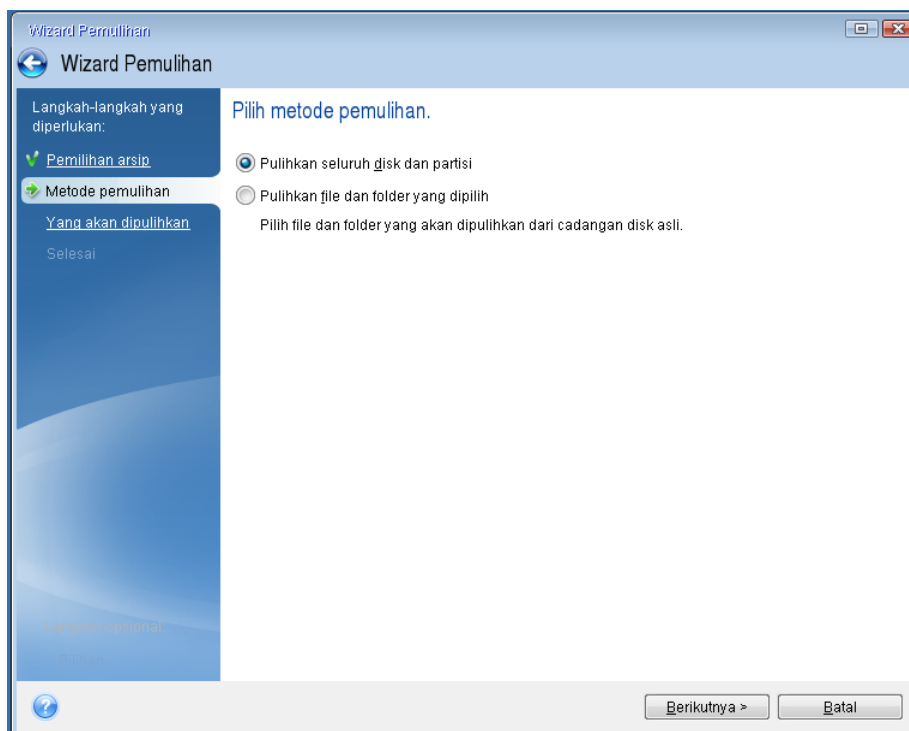 Wizard Pemulihan
Wizard Pemulihan
Langkah-langkah yang
diperlukan:
Pemilihan arsip
Metode pemulihan
Yang akan dipulihkan
Selesai
Pilih metode pemulihan.
Pulihkan seluruh disk dan partisi
Pulihkan file dan folder yang dipilih
Pilih file dan folder yang akan dipulihkan dari cadangan disk asli.
opsional
Berikutnya >
Batal